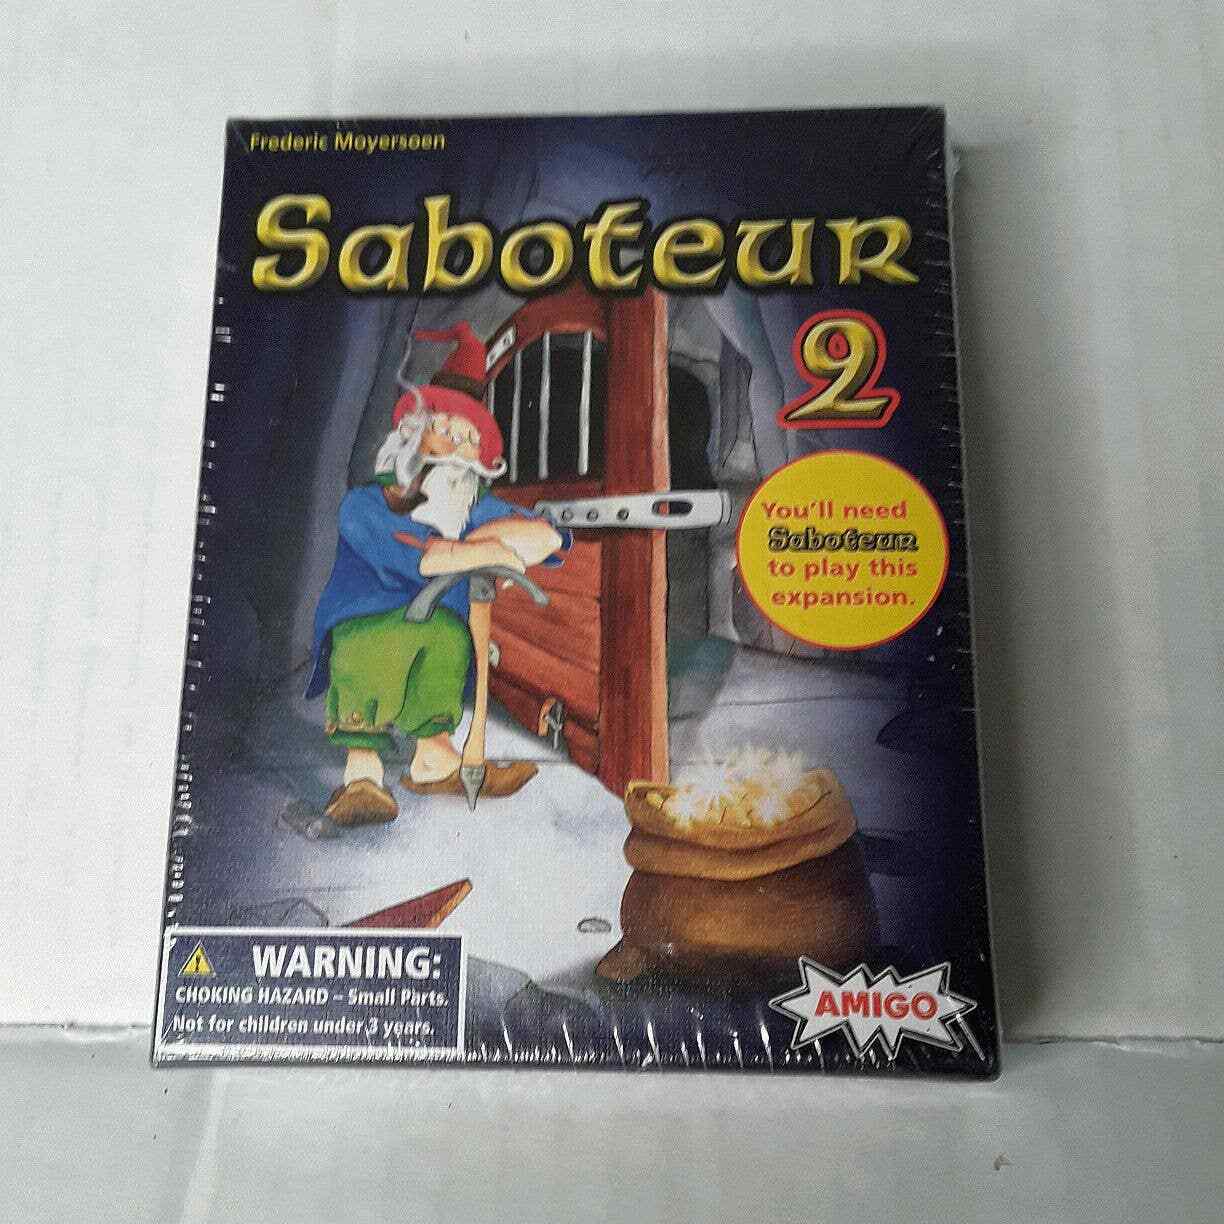 Frederic Moyersoen
Saboteur
2
You'll need
Saboteur
to play this
expansion.
WARNING:
CHOKING HAZARD – Small Parts.
Not for children under 3 years.
AMIGO